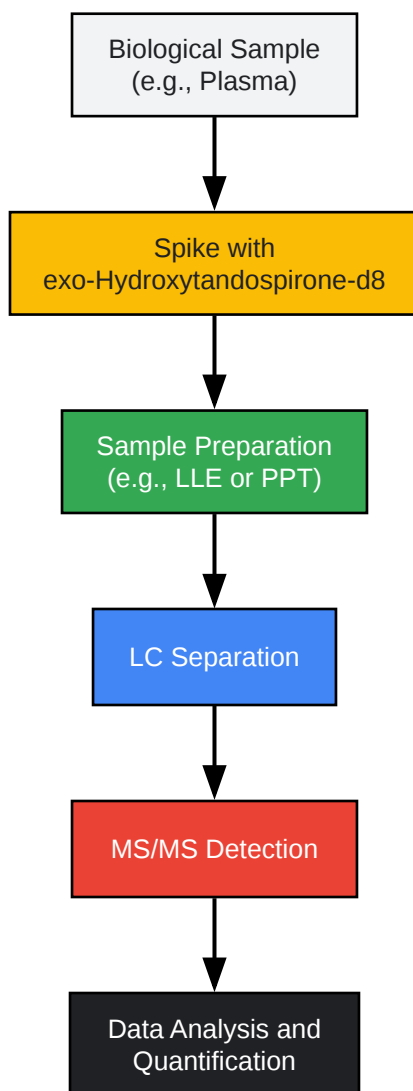 Biological Sample
(e.g., Plasma)
Spike with
exo-Hydroxytandospirone-d8
Sample Preparation
(e.g., LLE or PPT)
LC Separation
MS/MS Detection
Data Analysis and
Quantification